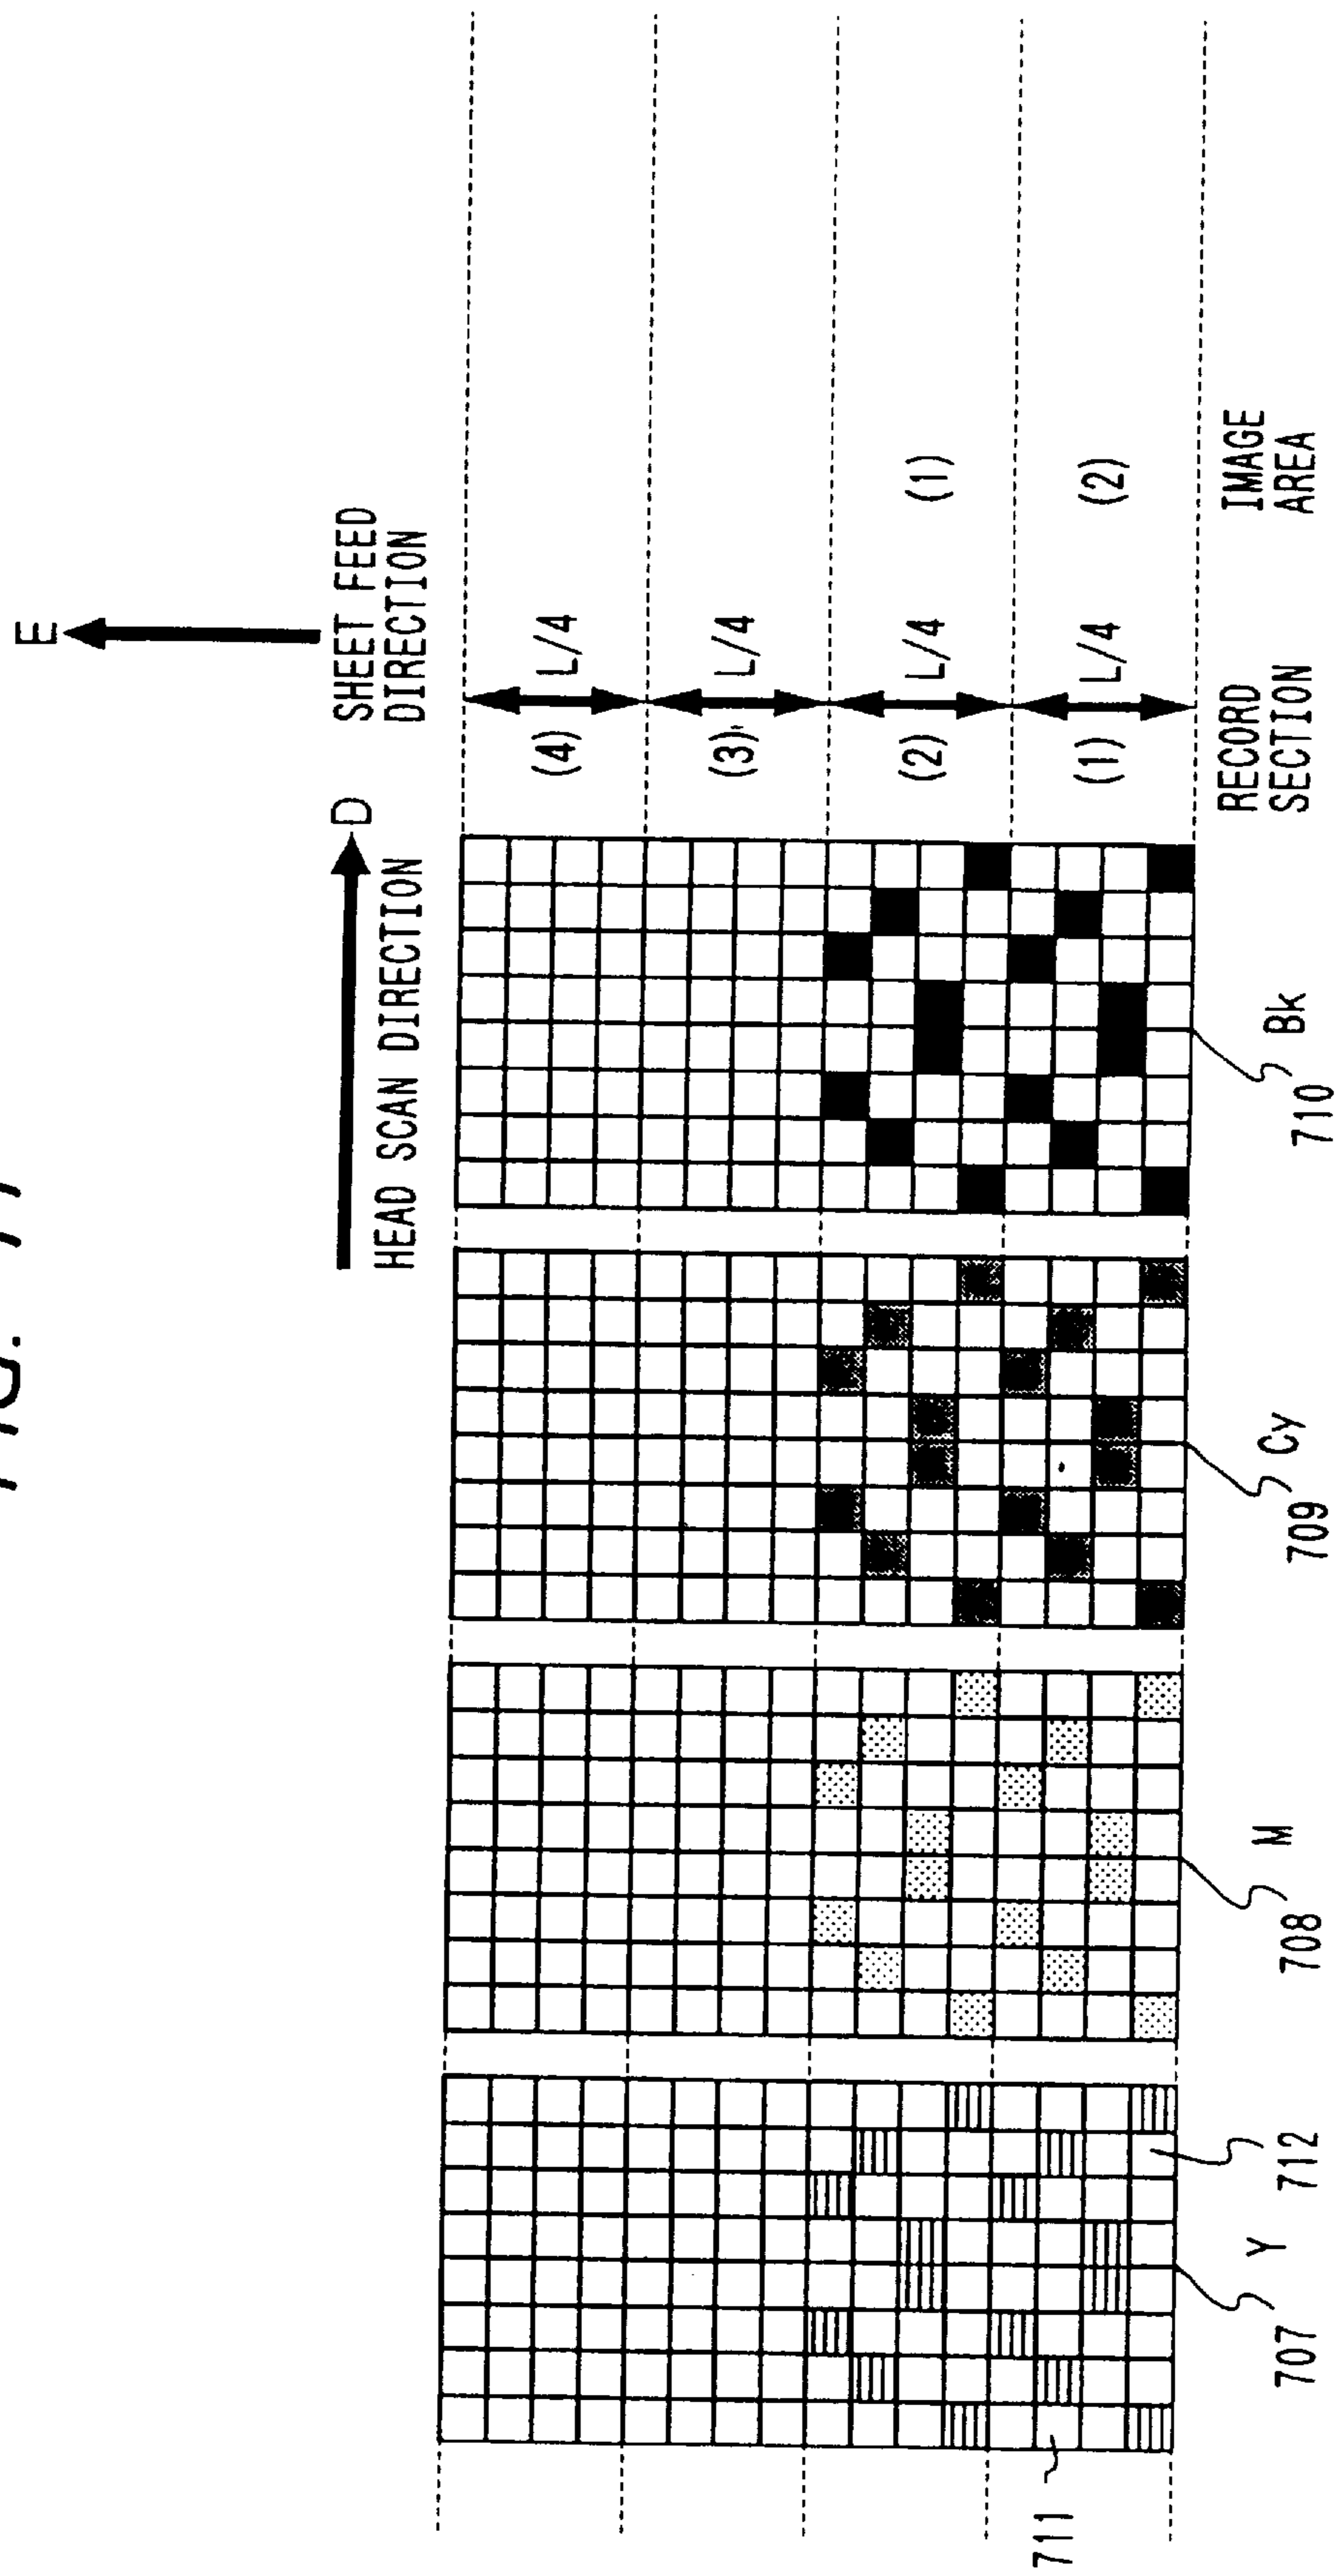 FIG.
E
SHEET FEED
DIRECTION
D
HEAD SCAN DIRECTION
(4) L/4
(3) L/4
(2) L/4 (1)
(1) L/4 (2)
RECORD
SECTION
IMAGE
AREA
711
707 Y
712
708 M
709 Cy
710 Bk